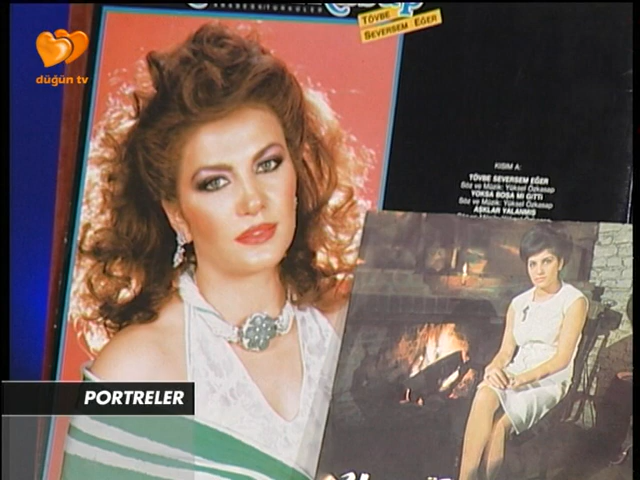 TÖVBE
SEVERSEM EĞER
düğün tv
KISIM A:
TÖVBE SEVERSEM EĞER
Söz ve Müzik: Yüksel Özkasap
YOKSA BOŞA MI GİTTİ
Söz ve Müzik: Yüksel Özkasap
AŞKLAR YALANMIŞ
PORTRELER